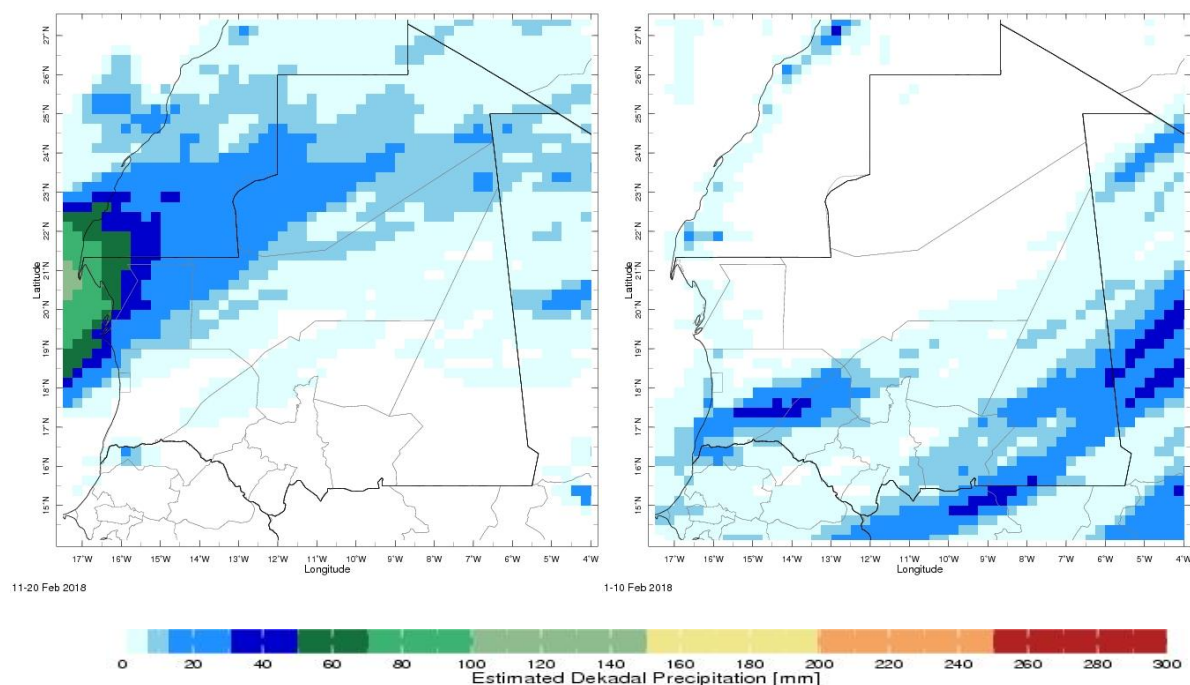 27°N
26°N
25°N
24°N
23°N
22°N
21°N
20°N
19°N
18°N
17°N
16°N
15°N
Latitude
17°W 16°W 15°W 14°W 13°W 12°W 11°W 10°W 9°W 8°W 7°W 6°W 5°W 4°W
Longitude
11-20 Feb 2018
27°N
26°N
25°N
24°N
23°N
22°N
21°N
20°N
19°N
18°N
17°N
16°N
15°N
Latitude
17°W 16°W 15°W 14°W 13°W 12°W 11°W 10°W 9°W 8°W 7°W 6°W 5°W 4°W
Longitude
1-10 Feb 2018
0 20 40 60 80 100 120 140 160 180 200 220 240 260 280 300
Estimated Dekadal Precipitation [mm]